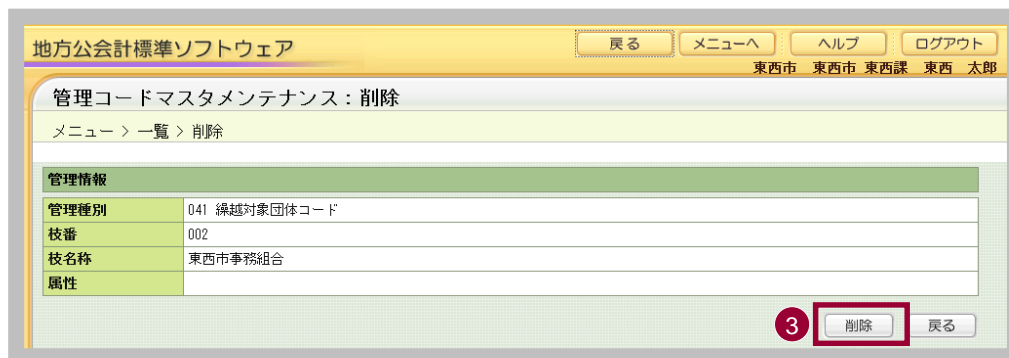 地方公会計標準ソフトウェア
戻る メニューへ ヘルプ ログアウト
東西市 東西市 東西課 東西 太郎
管理コードマスタメンテナンス：削除
メニュー > 一覧 > 削除
管理情報
管理種別 041 繰越対象団体コード
枝番 002
枝名称 東西市事務組合
属性
3 削除 戻る